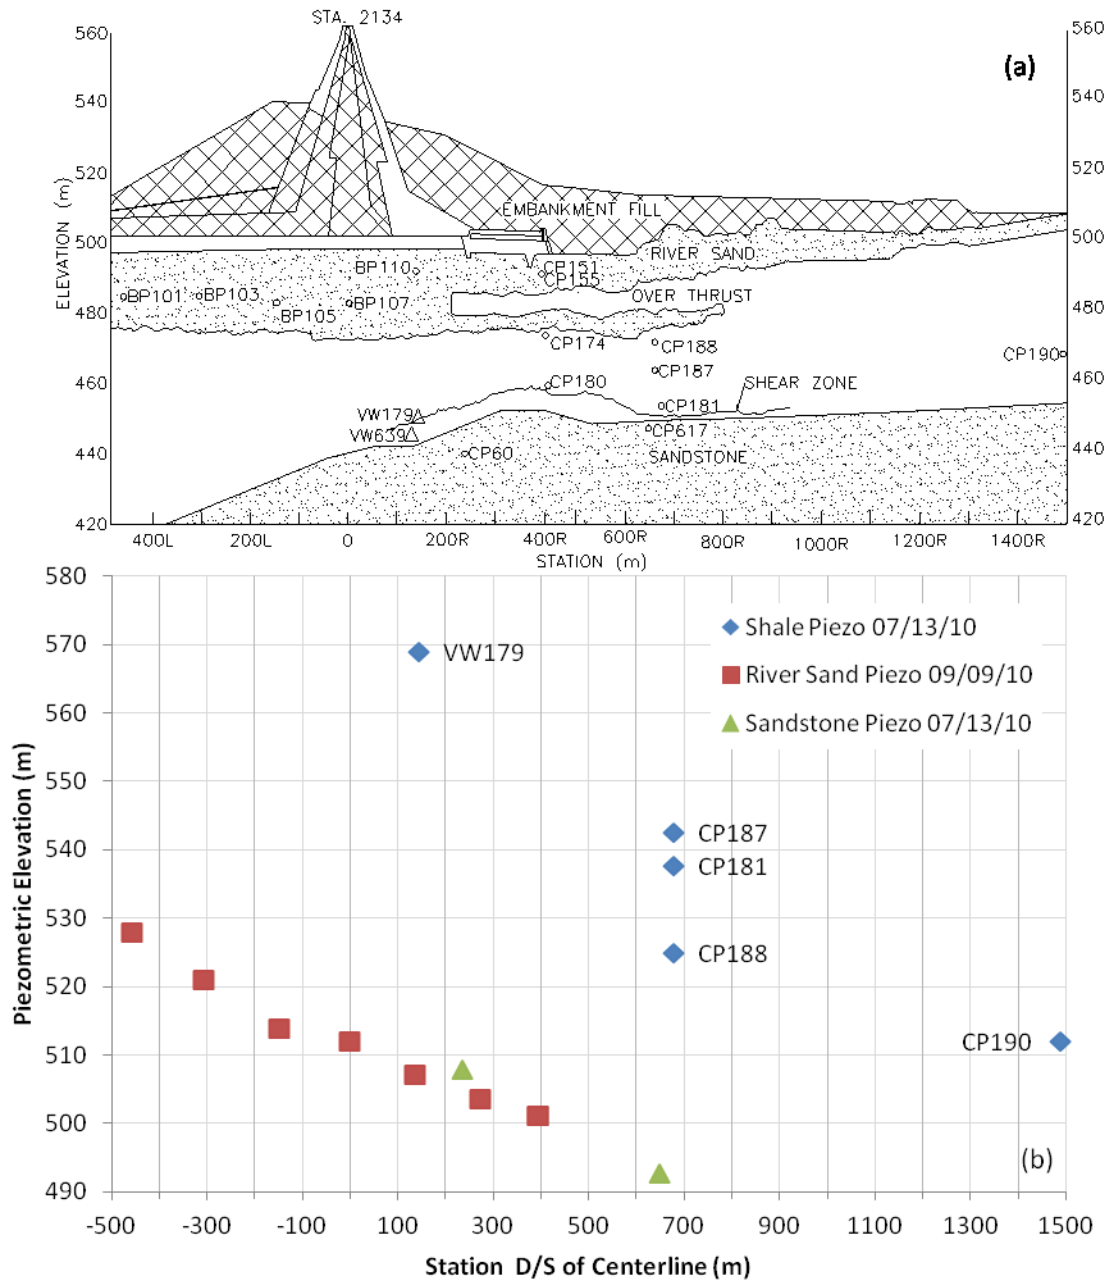 STA. 2134
(a)
560
540
520
500
480
460
440
420
ELEVATION (m)
560
540
520
500
480
460
440
420
EMBANKMENT FILL
RIVER SAND
OVER THRUST
SHEAR ZONE
SANDSTONE
BP110
CP151
CP155
BP101
BP103
BP105
BP107
CP174
CP188
CP190
CP187
CP180
CP181
VW179
VW639
CP617
CP60
400L 200L 0 200R 400R 600R 800R 1000R 1200R 1400R
STATION (m)
580
570
560
550
540
530
520
510
500
490
Piezometric Elevation (m)
Shale Piezo 07/13/10
River Sand Piezo 09/09/10
Sandstone Piezo 07/13/10
VW179
CP187
CP181
CP188
CP190
(b)
-500 -300 -100 100 300 500 700 900 1100 1300 1500
Station D/S of Centerline (m)